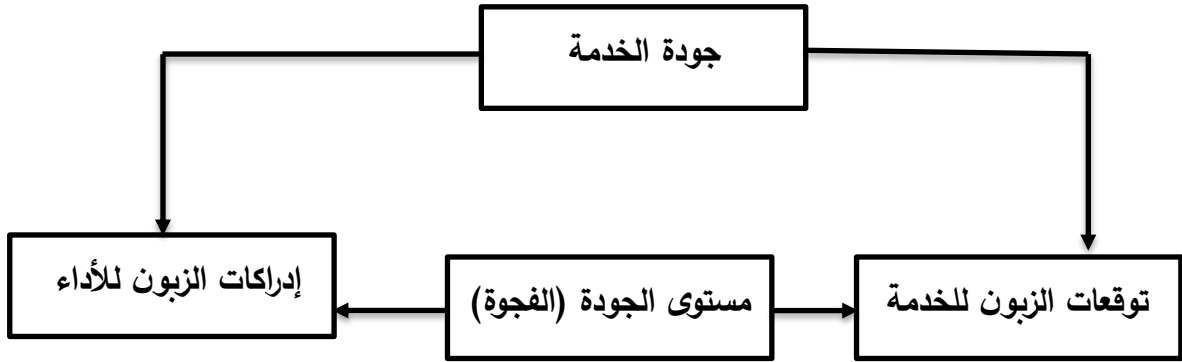 جودة الخدمة
توقعات الزبون للخدمة
مستوى الجودة (الفجوة)
إدراكات الزبون للأداء